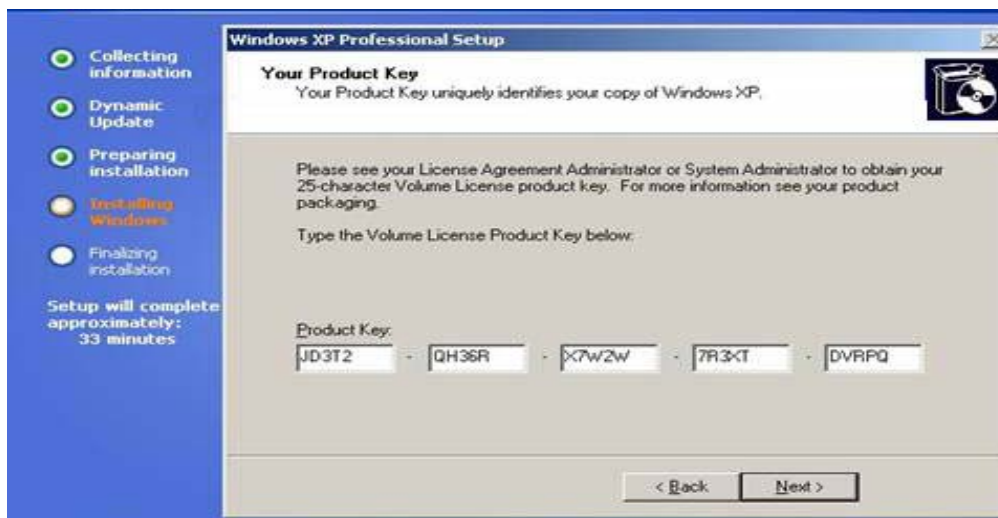 Collecting
information
Dynamic
Update
Preparing
installation
Installing
Windows
Finalizing
installation
Setup will complete
approximately:
33 minutes
Windows XP Professional Setup
Your Product Key
Your Product Key uniquely identifies your copy of Windows XP.
Please see your License Agreement Administrator or System Administrator to obtain your
25-character Volume License product key. For more information see your product
packaging.
Type the Volume License Product Key below:
Product Key:
JD3T2 - QH36R - X7W2W - 7R3XT - DVRPQ
< Back Next >